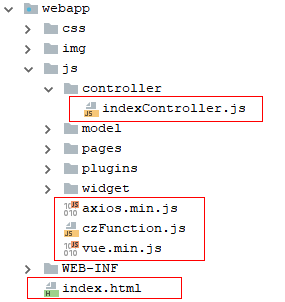 webapp
css
img
js
controller
indexController.js
model
pages
plugins
widget
axios.min.js
czFunction.js
vue.min.js
WEB-INF
index.html